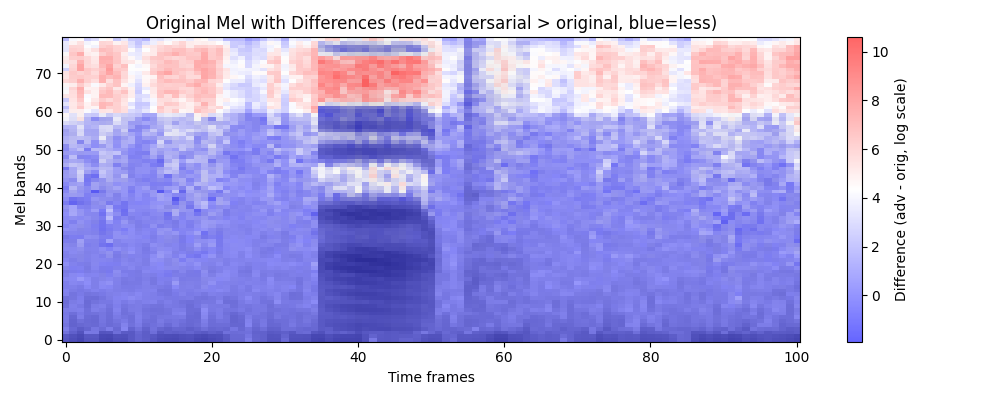 Original Mel with Differences (red=adversarial > original, blue=less)
Mel bands
70
60
50
40
30
20
10
0
0 20 40 60 80 100
Time frames
10
8
6
4
2
0
Difference (adv - orig, log scale)